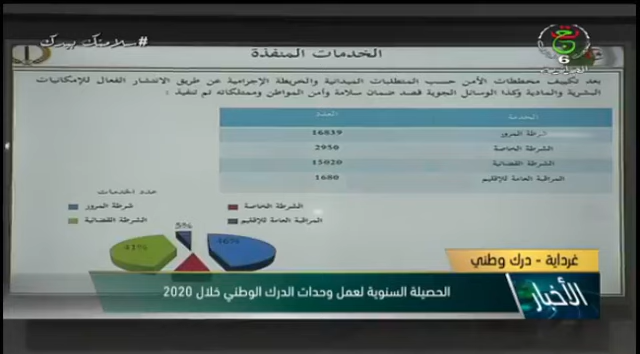 #سلامتك_بيدك
6
الخدمات المنفذة
بعد تكييف مخططات الأمن حسب المتطلبات الميدانية والخريطة الإجرامية عن طريق الانتشار الفعال للإمكانيات
البشرية والمادية وكذا الوسائل الجوية قصد ضمان سلامة وأمن المواطن وممتلكاته تم تنفيذ :
الخدمة العدد
شرطة المرور 16839
الشرطة الخاصة 2950
الشرطة القضائية 15020
المراقبة العامة للإقليم 1680
عدد الخدمات
الشرطة الخاصة شرطة المرور
المراقبة العامة للإقليم الشرطة القضائية
5%
41% 46%
غرداية - درك وطني
الأخبار
الحصيلة السنوية لعمل وحدات الدرك الوطني خلال 2020